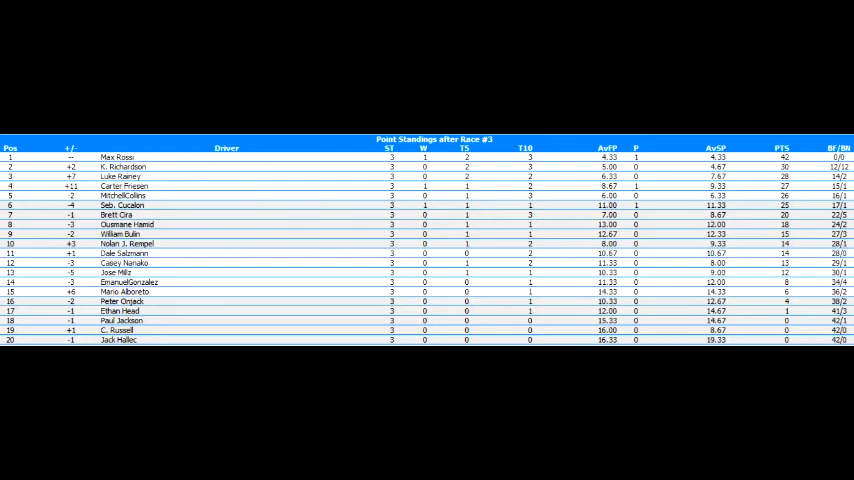 Point Standings after Race #3
Pos +/- Driver ST W T5 T10 AvFP P AvSP PTS BF/BN
1 -- Max Rossi 3 1 2 3 4.33 1 4.33 42 0/0
2 +2 K. Richardson 3 0 2 3 5.00 0 4.67 30 12/12
3 +7 Luke Rainey 3 0 2 2 6.33 0 7.67 28 14/2
4 +11 Carter Friesen 3 1 1 2 8.67 1 9.33 27 15/1
5 -2 MitchellCollins 3 0 1 3 6.00 0 6.33 26 16/1
6 -4 Seb. Cucalon 3 1 1 1 11.00 1 11.33 25 17/1
7 -1 Brett Cira 3 0 1 3 7.00 0 8.67 20 22/5
8 -3 Ousmane Hamid 3 0 1 1 13.00 0 12.00 18 24/2
9 -2 William Bulin 3 0 1 1 12.67 0 12.33 15 27/3
10 +3 Nolan J. Rempel 3 0 1 2 8.00 0 9.33 14 28/1
11 +1 Dale Salzmann 3 0 0 2 10.67 0 10.67 14 28/0
12 -3 Casey Nanako 3 0 1 2 11.33 0 8.00 13 29/1
13 -5 Jose Millz 3 0 1 1 10.33 0 9.00 12 30/1
14 -3 EmanuelGonzalez 3 0 0 1 11.33 0 12.00 8 34/4
15 +6 Mario Alboreto 3 0 0 1 14.33 0 14.33 6 36/2
16 -2 Peter Onjack 3 0 0 1 10.33 0 12.67 4 38/2
17 -1 Ethan Head 3 0 0 1 12.00 0 14.67 1 41/3
18 -1 Paul Jackson 3 0 0 0 15.33 0 14.67 0 42/1
19 +1 C. Russell 3 0 0 0 16.00 0 8.67 0 42/0
20 -1 Jack Hallec 3 0 0 0 16.33 0 19.33 0 42/0